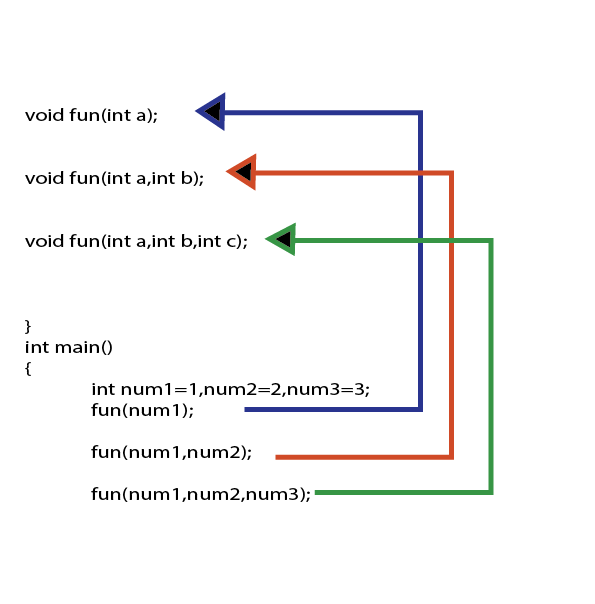 void fun(int a);
void fun(int a,int b);
void fun(int a,int b,int c);
}
int main()
{
int num1=1,num2=2,num3=3;
fun(num1);
fun(num1,num2);
fun(num1,num2,num3);